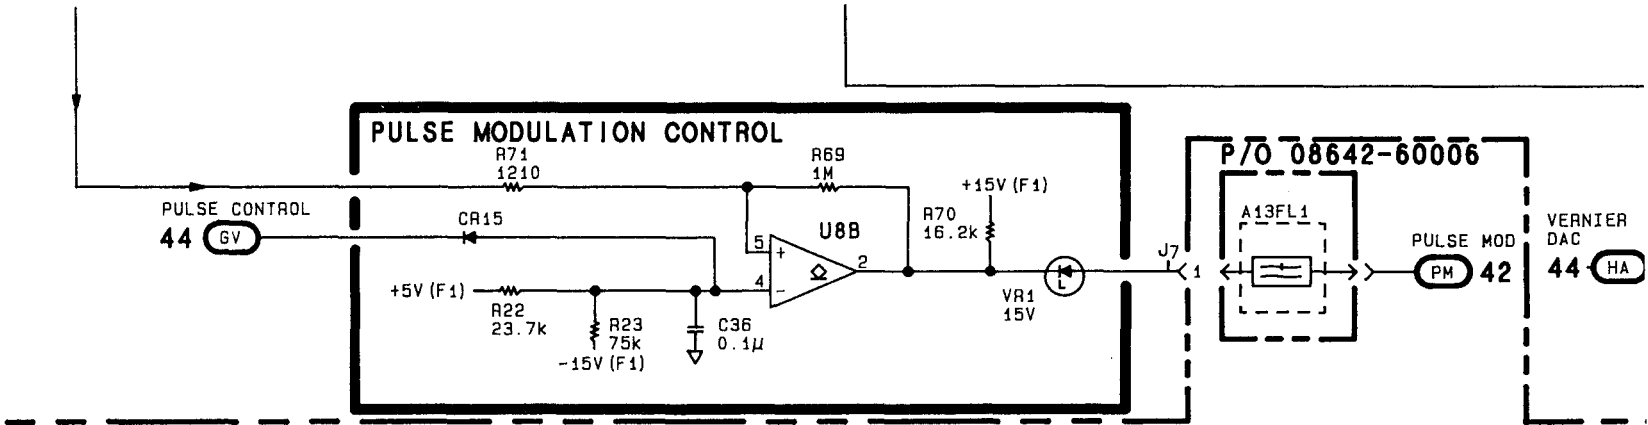 PULSE MODULATION CONTROL
R71
1210
R69
1M
P/O 08642-60006
PULSE CONTROL
44 GV
CR15
U8B
5 +
4 -
2
+15V (F1)
R70
16.2k
A13FL1
J7
1
PULSE MOD
PM 42
VERNIER
DAC
44 HA
+5V (F1)
R22
23.7k
R23
75k
-15V (F1)
C36
0.1µ
L
VR1
15V